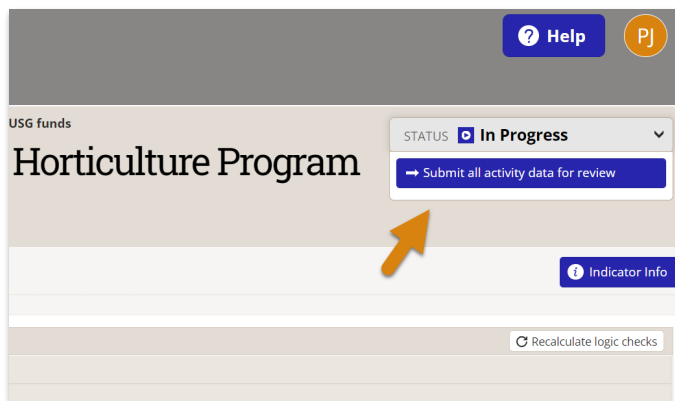 ? Help
PJ
USG funds
Horticulture Program
STATUS In Progress
Submit all activity data for review
i Indicator Info
Recalculate logic checks